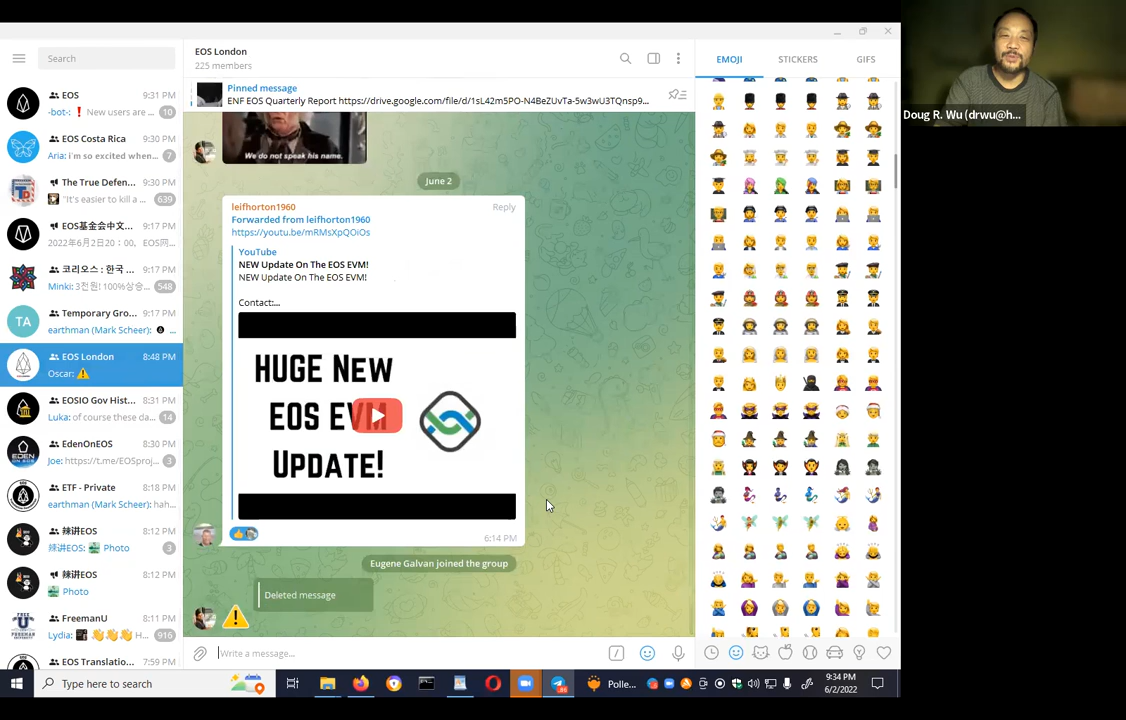 Search
EOS
9:31 PM
-bot-: ❗ New users are ...
10
EOS Costa Rica
9:30 PM
Aria: i'm so excited when...
7
The True Defen...
9:30 PM
"It's easier to kill a ...
639
EOS基金会中文...
9:17 PM
2022年6月2日20：00，EOS网...
코리오스 : 한국 ...
9:17 PM
Minki: 3천원! 100%상승...
548
TA
Temporary Gro...
9:17 PM
earthman (Mark Scheer): ...
EOS London
8:48 PM
Oscar: ⚠️
EOSIO Gov Hist...
8:31 PM
Luka: of course these da...
14
EdenOnEOS
8:30 PM
Joe: https://t.me/EOSproj...
3
EDEN
ON EOS
ETF - Private
8:18 PM
earthman (Mark Scheer): hah...
辣讲EOS
8:12 PM
辣讲EOS: Photo
3
辣讲EOS
8:12 PM
Photo
FREE
FREEMAN
UNIVERSITY
FreemanU
8:11 PM
Lydia: 👋👋👋 H...
916
EOS Translatio...
7:59 PM
EOS London
225 members
Pinned message
ENF EOS Quarterly Report https://drive.google.com/file/d/1sL42m5PO-N4BeZUvTa-5w3wU3TQnsp9...
We do not speak his name.
June 2
leifhorton1960
Reply
Forwarded from leifhorton1960
https://youtu.be/mRMsXpQOiOs
YouTube
NEW Update On The EOS EVM!
NEW Update On The EOS EVM!
Contact:...
HUGE NEW
EOS EVM
UPDATE!
6:14 PM
Eugene Galvan joined the group
Deleted message
Write a message...
EMOJI
STICKERS
GIFS
Doug R. Wu (drwu@h...
Type here to search
Polle...
9:34 PM
6/2/2022